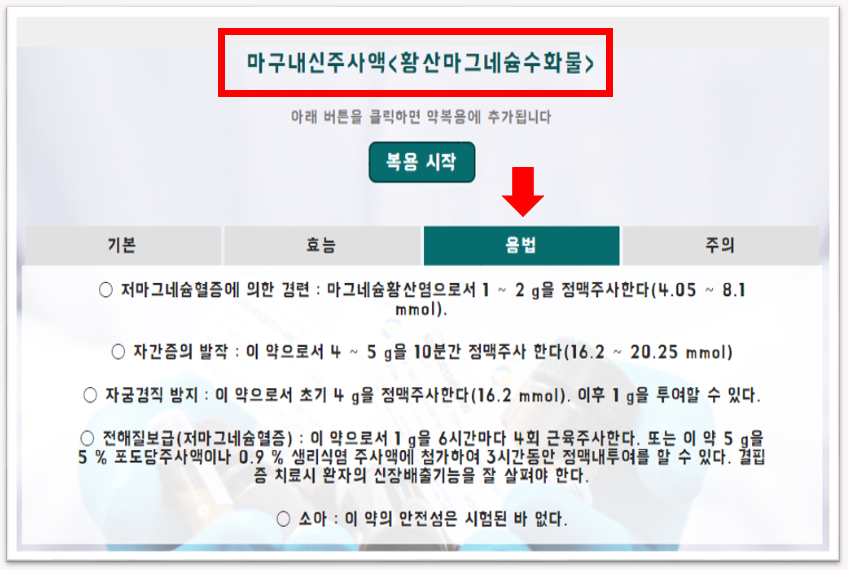 마구내신주사액<황산마그네슘수화물>
아래 버튼을 클릭하면 약복용에 추가됩니다
복용 시작
기본
효능
용법
주의
○ 저마그네슘혈증에 의한 경련 : 마그네슘황산염으로서 1 ~ 2 g을 정맥주사한다(4.05 ~ 8.1
mmol).
○ 자간증의 발작 : 이 약으로서 4 ~ 5 g을 10분간 정맥주사 한다(16.2 ~ 20.25 mmol)
○ 자궁경직 방지 : 이 약으로서 초기 4 g을 정맥주사한다(16.2 mmol). 이후 1 g을 투여할 수 있다.
○ 전해질보급(저마그네슘혈증) : 이 약으로서 1 g을 6시간마다 4회 근육주사한다. 또는 이 약 5 g을
5 % 포도당주사액이나 0.9 % 생리식염 주사액에 첨가하여 3시간동안 정맥내투여를 할 수 있다. 결핍
증 치료시 환자의 신장배출기능을 잘 살펴야 한다.
○ 소아 : 이 약의 안전성은 시험된 바 없다.